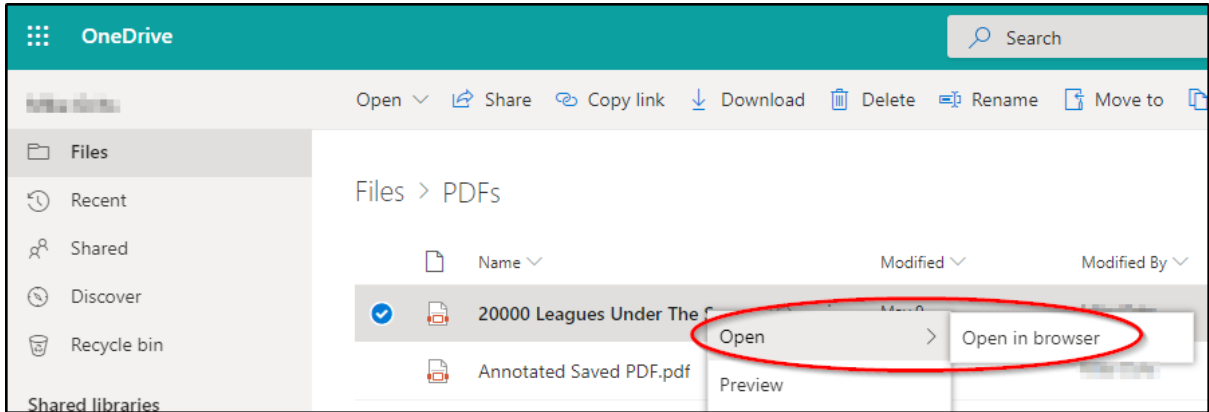 OneDrive
Search
Open Share Copy link Download Delete Rename Move to
Files
Recent
Shared
Discover
Recycle bin
Shared libraries
Files > PDFs
Name Modified Modified By
20000 Leagues Under The
Annotated Saved PDF.pdf
Open Open in browser
Preview